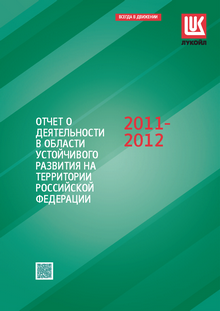 ВСЕГДА В ДВИЖЕНИИ
ЛУКОЙЛ
ОТЧЕТ О
ДЕЯТЕЛЬНОСТИ
В ОБЛАСТИ
УСТОЙЧИВОГО
РАЗВИТИЯ НА
ТЕРРИТОРИИ
РОССИЙСКОЙ
ФЕДЕРАЦИИ
2011-
2012